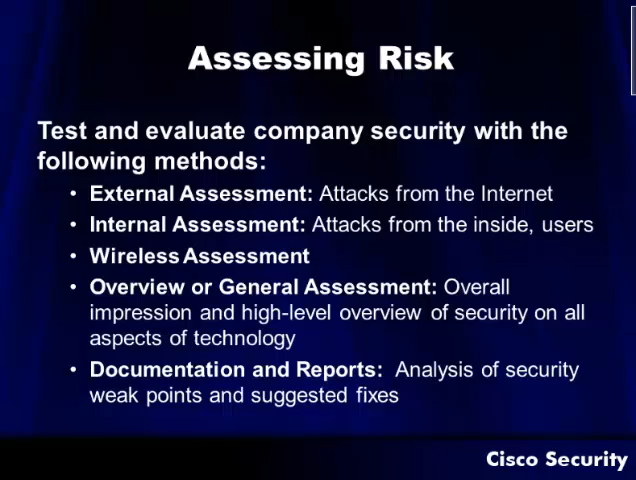 Assessing Risk
Test and evaluate company security with the
following methods:
• External Assessment: Attacks from the Internet
• Internal Assessment: Attacks from the inside, users
• Wireless Assessment
• Overview or General Assessment: Overall
impression and high-level overview of security on all
aspects of technology
• Documentation and Reports: Analysis of security
weak points and suggested fixes
Cisco Security